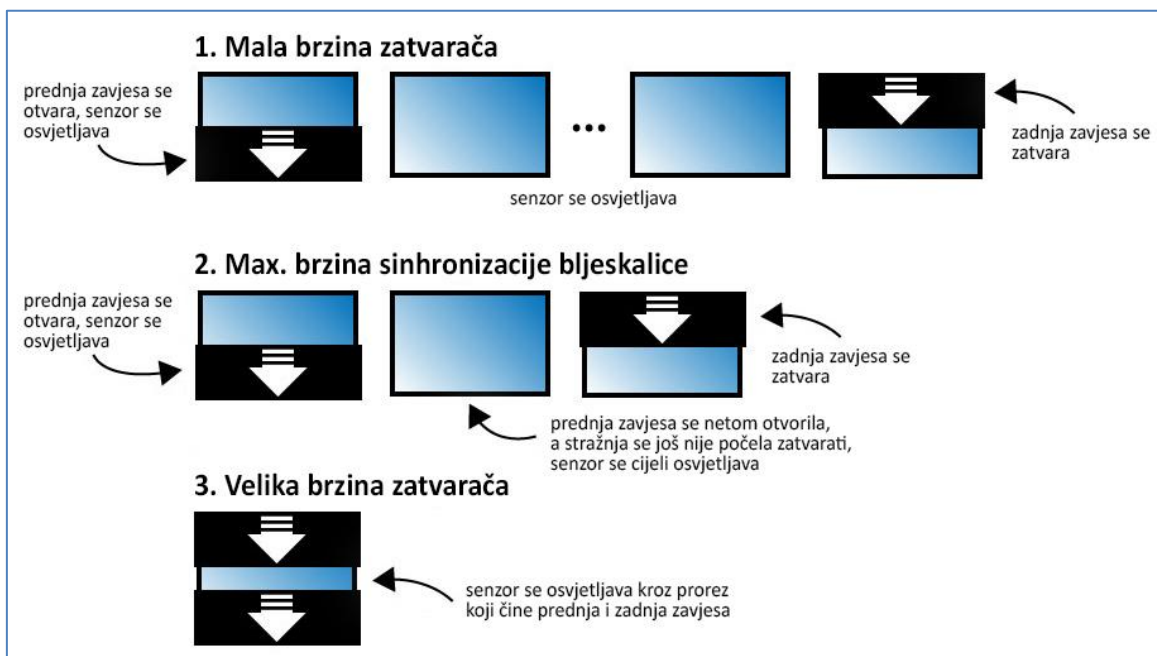 1. Mala brzina zatvarača
prednja zavjesa se
otvara, senzor se
osvjetljava
...
zadnja zavjesa se
zatvara
senzor se osvjetljava
2. Max. brzina sinhronizacije bljeskalice
prednja zavjesa se
otvara, senzor se
osvjetljava
zadnja zavjesa se
zatvara
prednja zavjesa se netom otvorila,
a stražnja se još nije počela zatvarati,
senzor se cijeli osvjetljava
3. Velika brzina zatvarača
senzor se osvjetljava kroz prorez
koji čine prednja i zadnja zavjesa